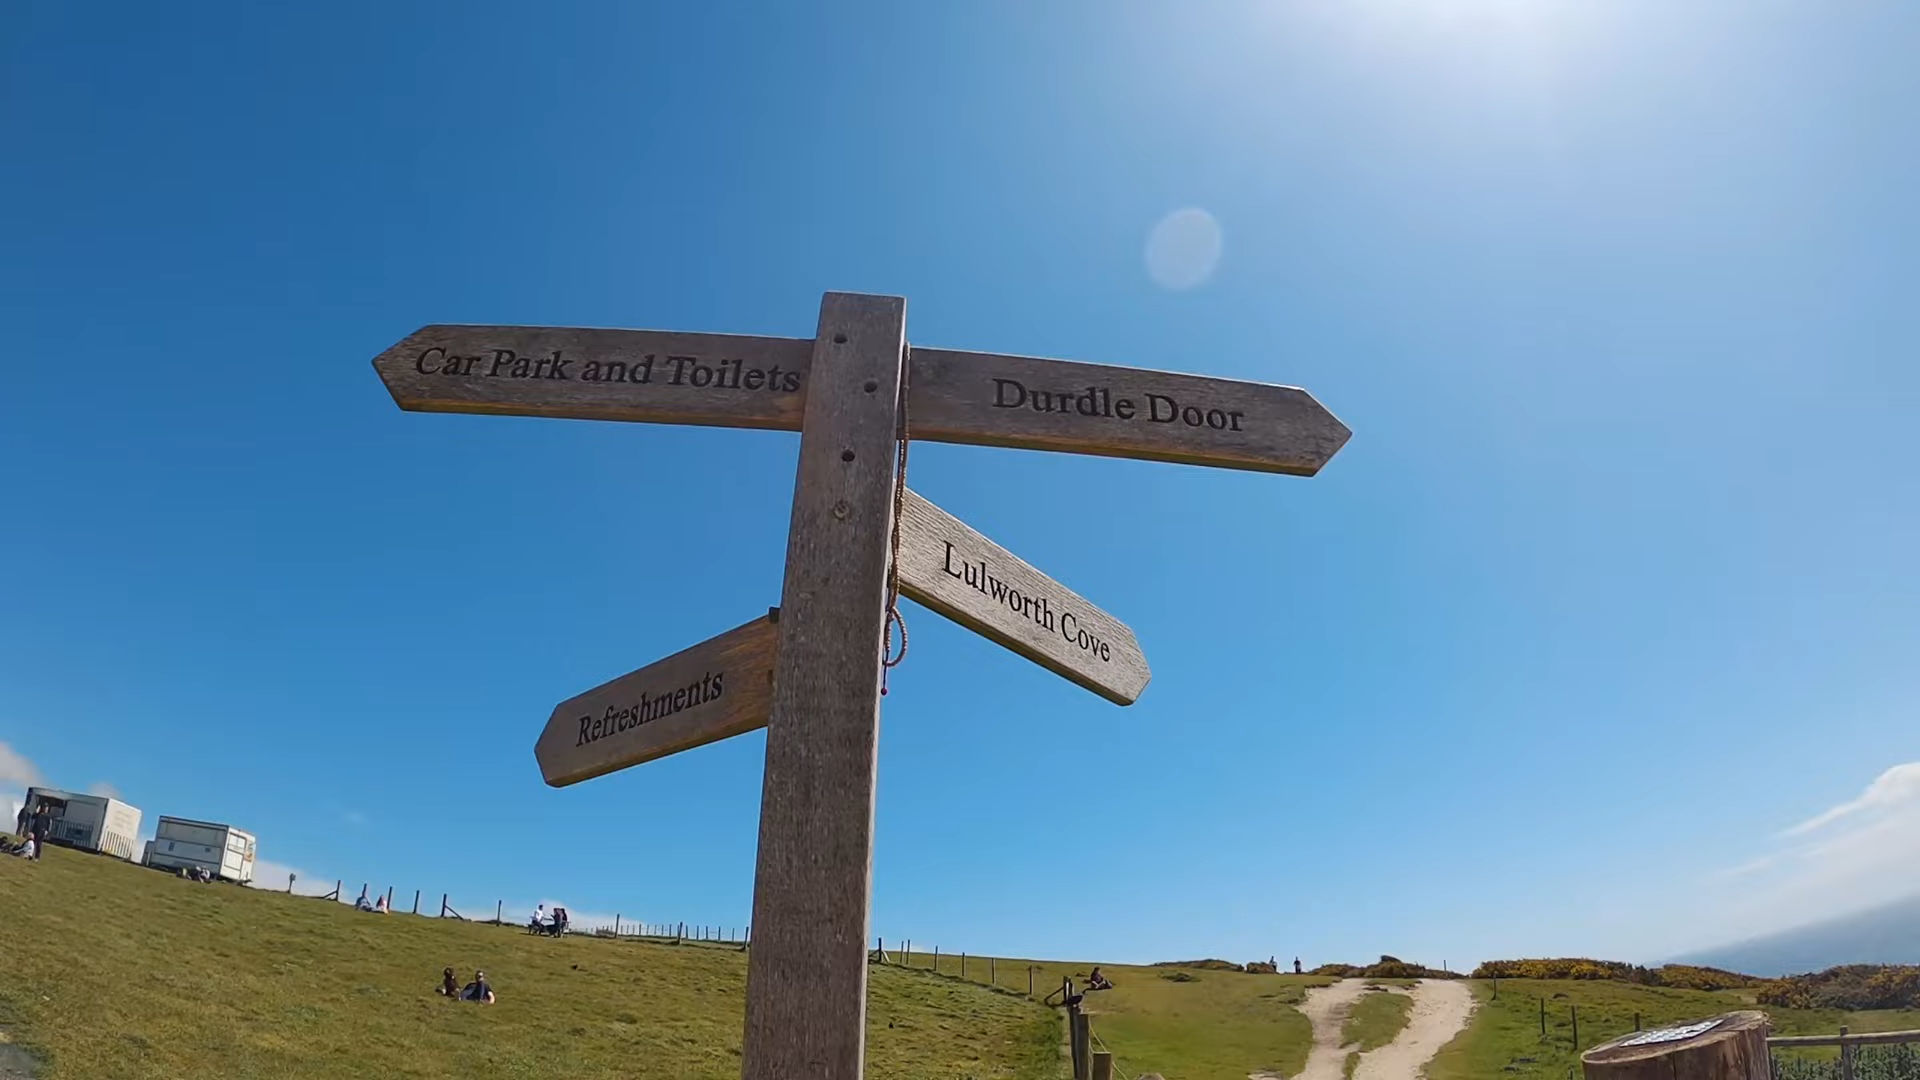 Car Park and Toilets
Durdle Door
Lulworth Cove
Refreshments